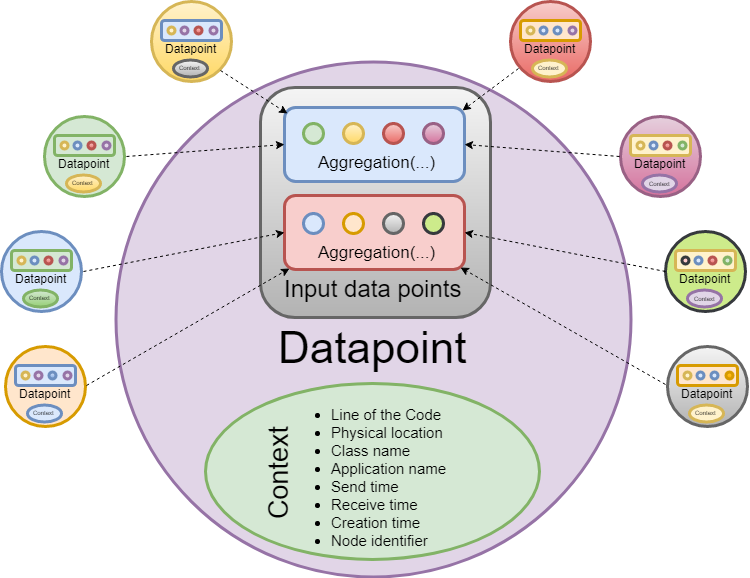 Datapoint
Context
Datapoint
Context
Datapoint
Context
Datapoint
Context
Aggregation(...)
Datapoint
Context
Datapoint
Context
Aggregation(...)
Datapoint
Context
Datapoint
Context
Input data points
Datapoint
Context
Line of the Code
Physical location
Class name
Application name
Send time
Receive time
Creation time
Node identifier